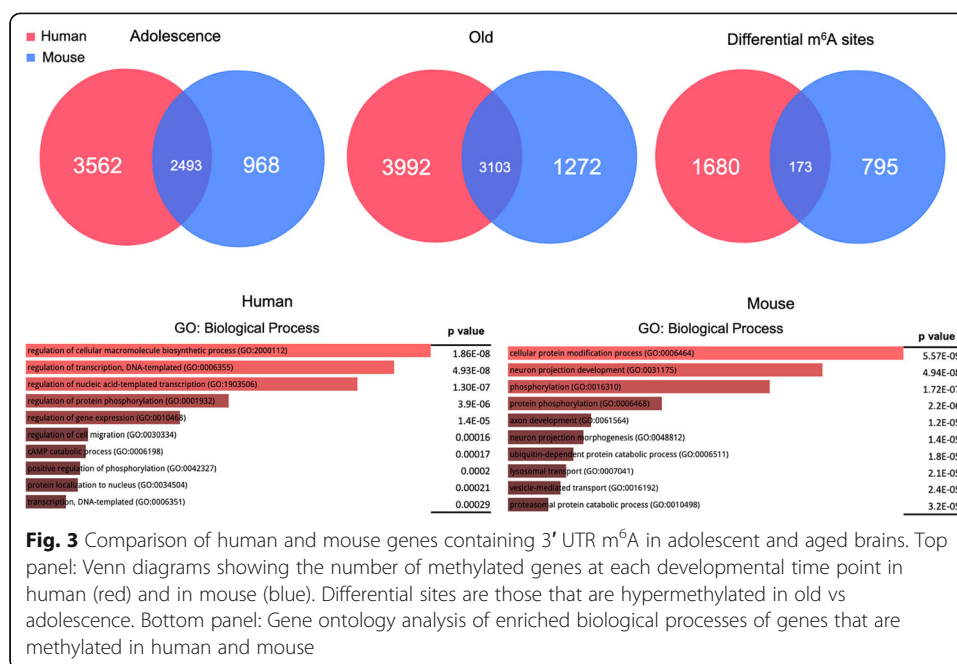 Human
Mouse
Adolescence
Old
Differential m⁶A sites
3562
2493
968
3992
3103
1272
1680
173
795
Human
GO: Biological Process
p value
regulation of cellular macromolecule biosynthetic process (GO:2000112) 1.86E-08
regulation of transcription, DNA-templated (GO:0006355) 4.93E-08
regulation of nucleic acid-templated transcription (GO:1903506) 1.30E-07
regulation of protein phosphorylation (GO:0001932) 3.9E-06
regulation of gene expression (GO:0010468) 1.4E-05
regulation of cell migration (GO:0030334) 0.00016
cAMP catabolic process (GO:0006198) 0.00017
positive regulation of phosphorylation (GO:0042327) 0.0002
protein localization to nucleus (GO:0034504) 0.00021
transcription, DNA-templated (GO:0006351) 0.00029
Mouse
GO: Biological Process
p value
cellular protein modification process (GO:0006464) 5.57E-09
neuron projection development (GO:0031175) 4.94E-08
phosphorylation (GO:0016310) 1.72E-07
protein phosphorylation (GO:0006468) 2.2E-06
axon development (GO:0061564) 1.2E-05
neuron projection morphogenesis (GO:0048812) 1.4E-05
ubiquitin-dependent protein catabolic process (GO:0006511) 1.8E-05
lysosomal transport (GO:0007041) 2.1E-05
vesicle-mediated transport (GO:0016192) 2.4E-05
proteasomal protein catabolic process (GO:0010498) 3.2E-05
Fig. 3 Comparison of human and mouse genes containing 3′ UTR m⁶A in adolescent and aged brains. Top
panel: Venn diagrams showing the number of methylated genes at each developmental time point in
human (red) and in mouse (blue). Differential sites are those that are hypermethylated in old vs
adolescence. Bottom panel: Gene ontology analysis of enriched biological processes of genes that are
methylated in human and mouse